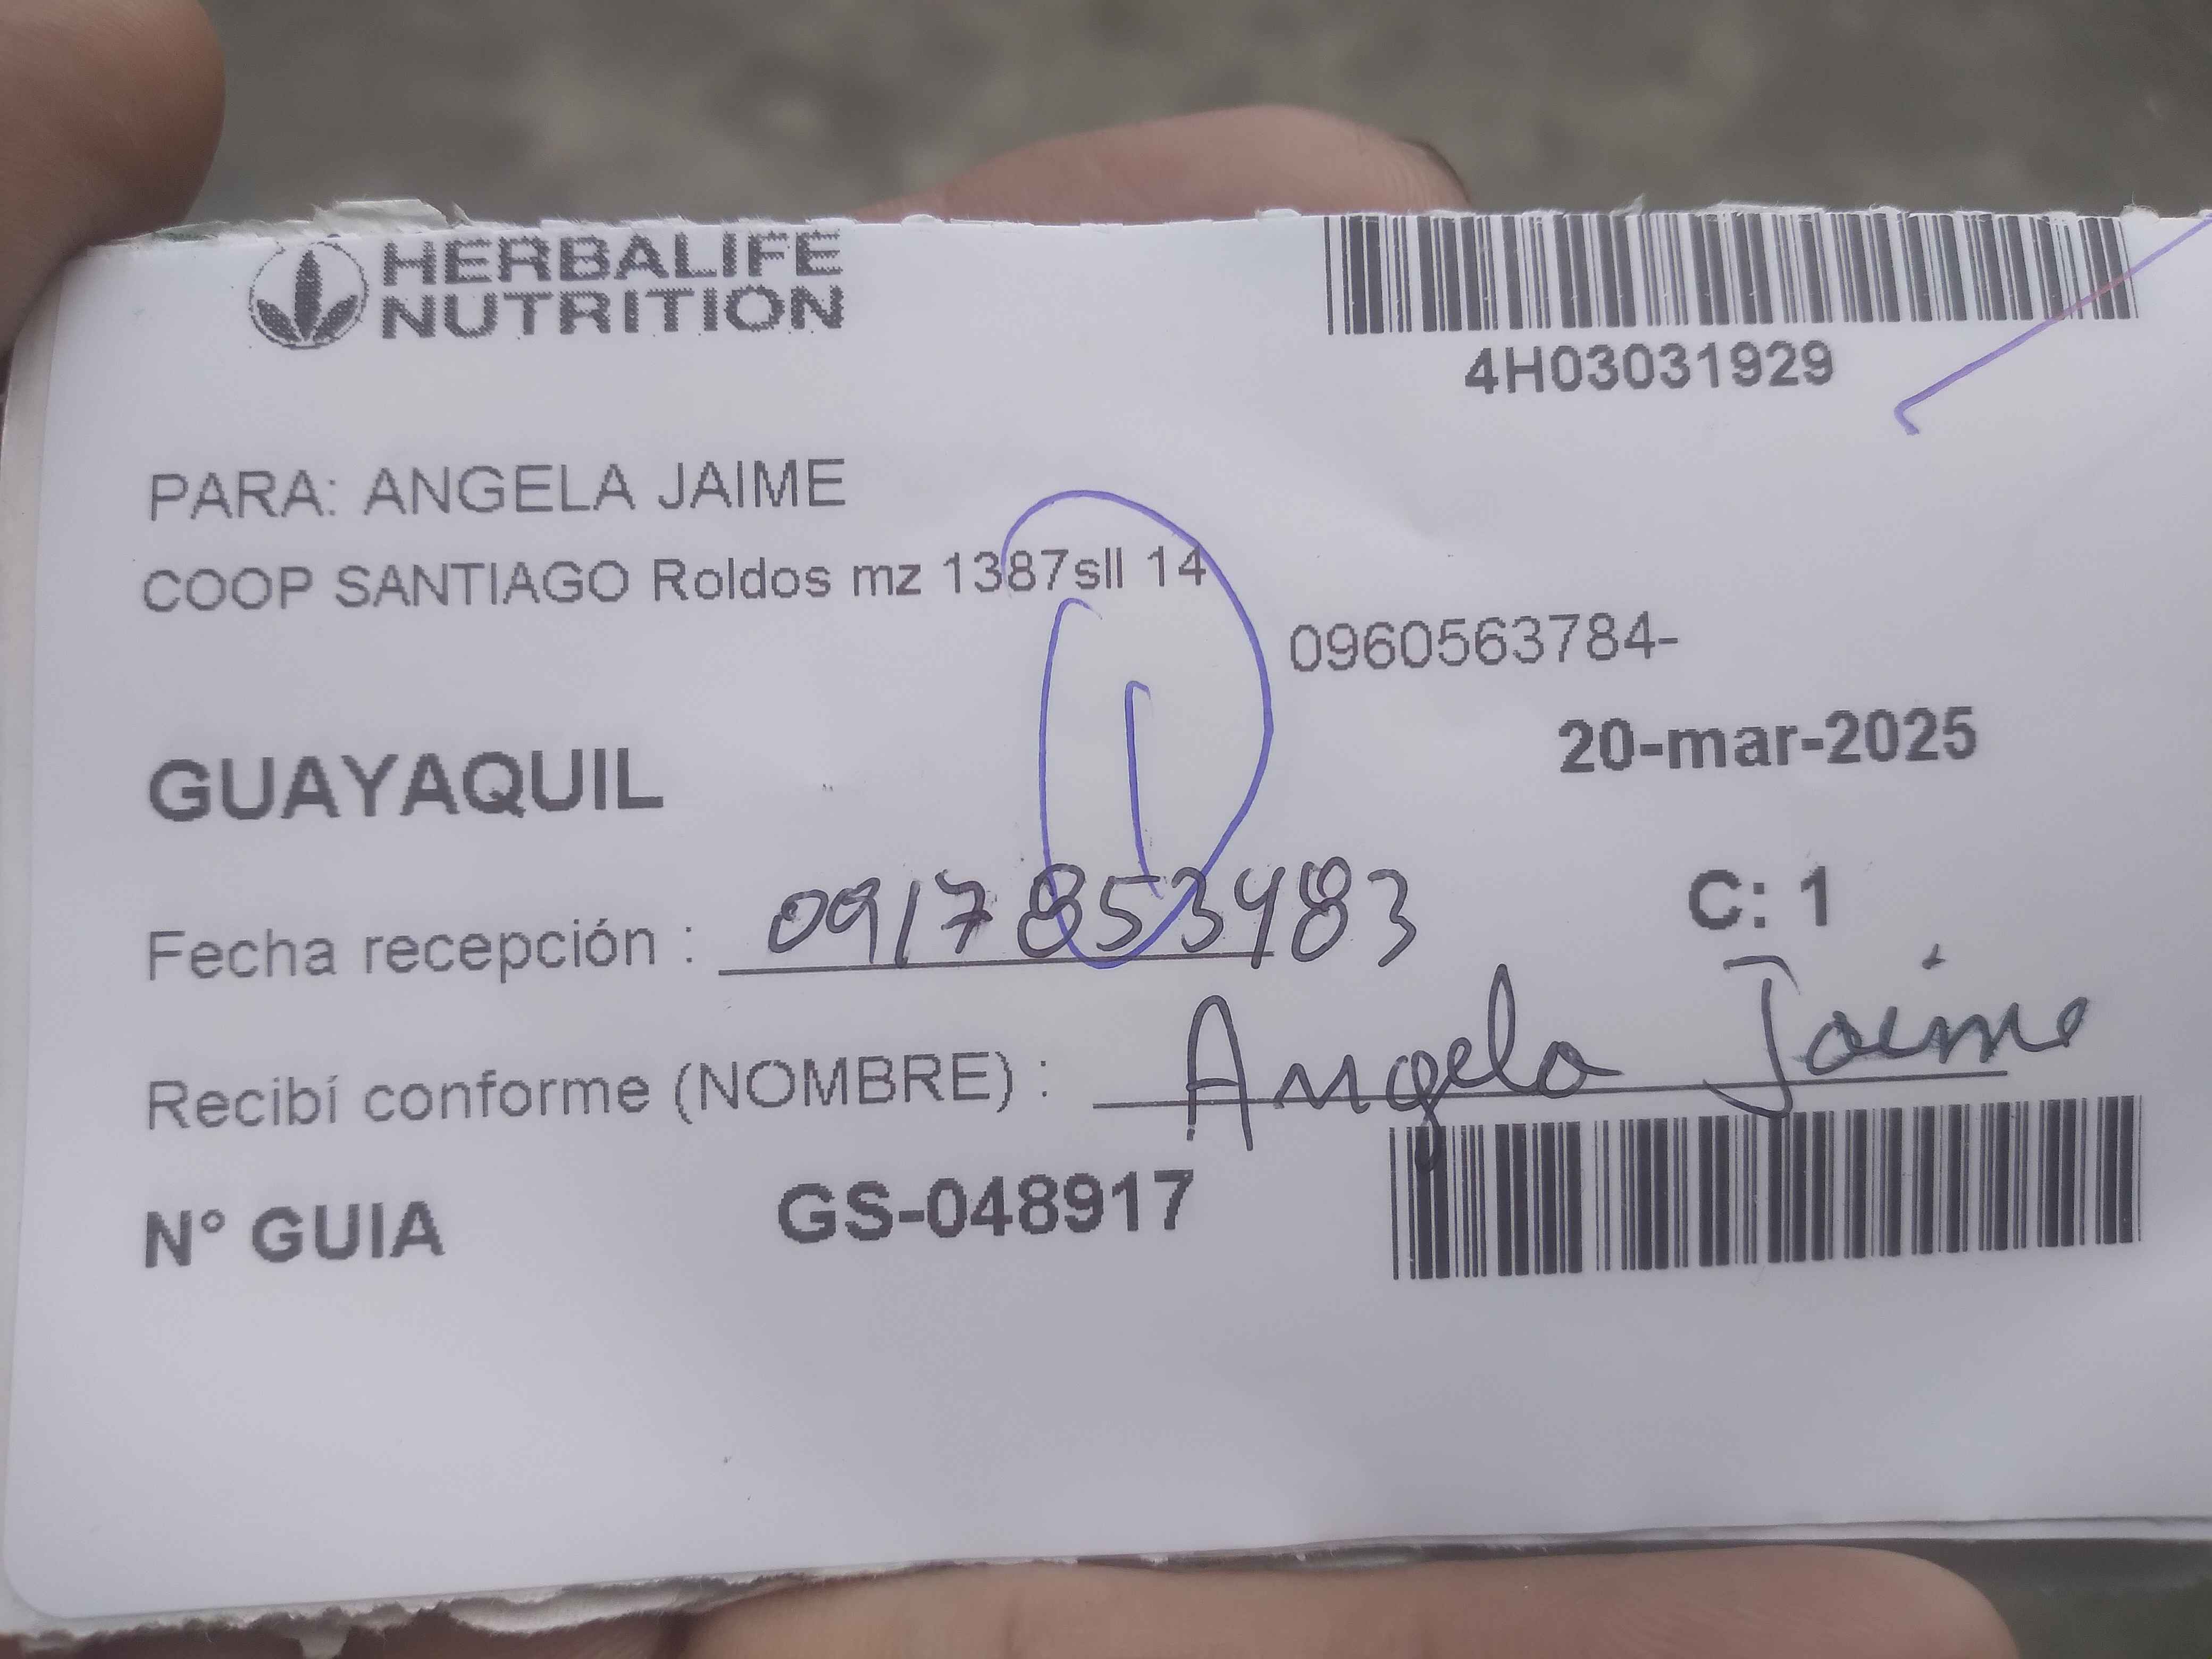 HERBALIFE
NUTRITION
4H03031929
PARA: ANGELA JAIME
COOP SANTIAGO Roldos mz 1387sll 14
0960563784-
20-mar-2025
GUAYAQUIL
C: 1
Fecha recepción : 0917853483
Recibí conforme (NOMBRE) : Angela Jaime
N° GUIA GS-048917